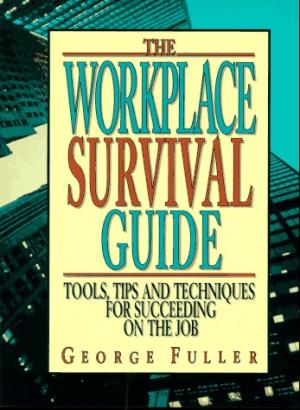 THE
WORKPLACE
SURVIVAL
GUIDE
TOOLS, TIPS AND TECHNIQUES
FOR SUCCEEDING
ON THE JOB
GEORGE FULLER